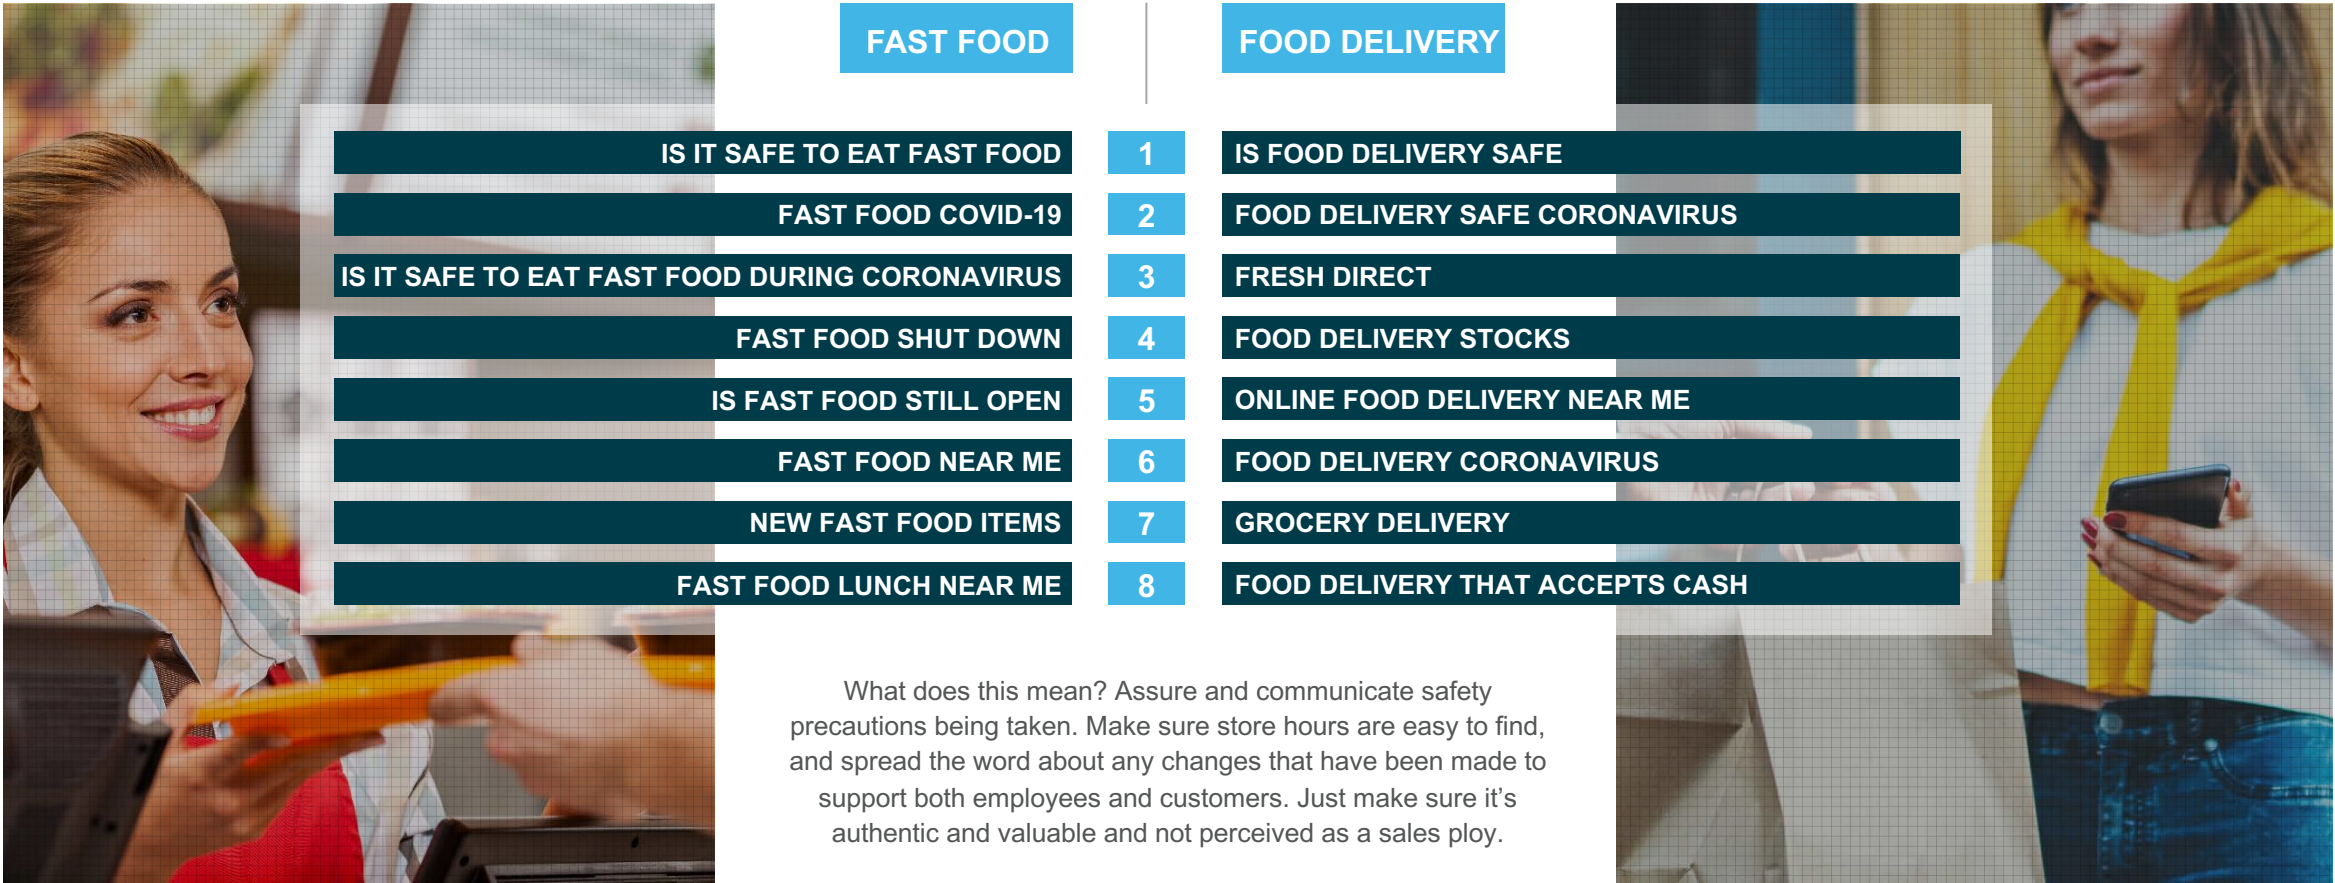 FAST FOOD
FOOD DELIVERY
IS IT SAFE TO EAT FAST FOOD 1 IS FOOD DELIVERY SAFE
FAST FOOD COVID-19 2 FOOD DELIVERY SAFE CORONAVIRUS
IS IT SAFE TO EAT FAST FOOD DURING CORONAVIRUS 3 FRESH DIRECT
FAST FOOD SHUT DOWN 4 FOOD DELIVERY STOCKS
IS FAST FOOD STILL OPEN 5 ONLINE FOOD DELIVERY NEAR ME
FAST FOOD NEAR ME 6 FOOD DELIVERY CORONAVIRUS
NEW FAST FOOD ITEMS 7 GROCERY DELIVERY
FAST FOOD LUNCH NEAR ME 8 FOOD DELIVERY THAT ACCEPTS CASH
What does this mean? Assure and communicate safety
precautions being taken. Make sure store hours are easy to find,
and spread the word about any changes that have been made to
support both employees and customers. Just make sure it’s
authentic and valuable and not perceived as a sales ploy.